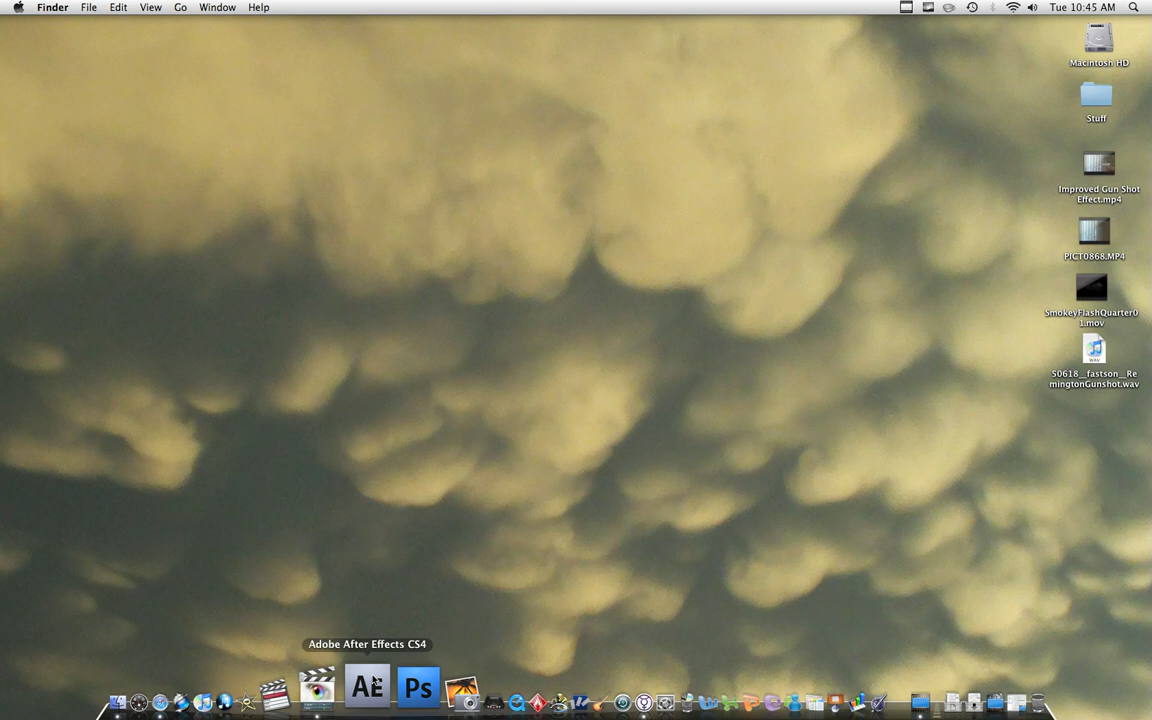 Finder File Edit View Go Window Help Tue 10:45 AM
Macintosh HD
Stuff
Improved Gun Shot
Effect.mp4
PICT0868.MP4
SmokeyFlashQuarter0
1.mov
WAV
50618__fastson__Re
mingtonGunshot.wav
Adobe After Effects CS4
AE Ps